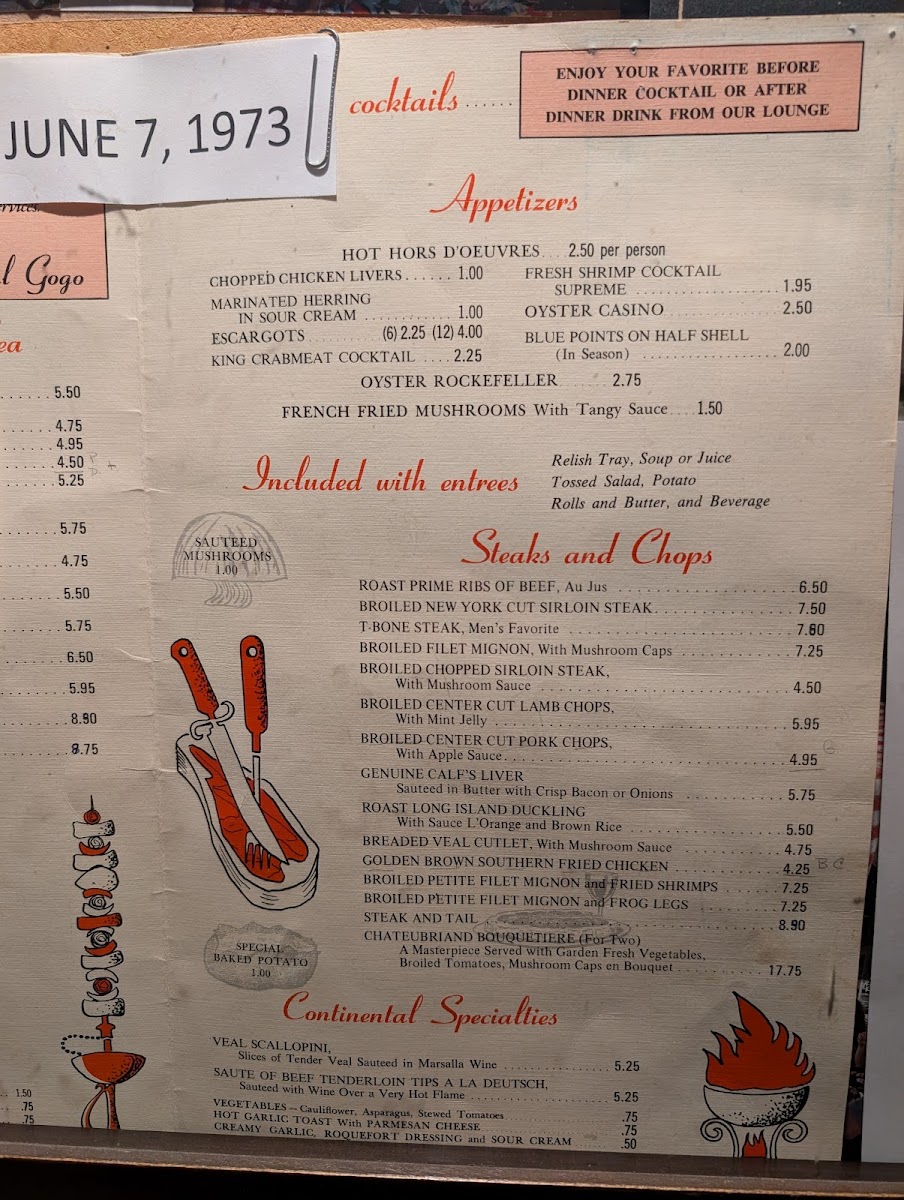 JUNE 7, 1973
cocktails ......
ENJOY YOUR FAVORITE BEFORE
DINNER COCKTAIL OR AFTER
DINNER DRINK FROM OUR LOUNGE
Gogo
5.50
4.75
4.95
4.50
5.25
5.75
4.75
5.50
5.75
6.50
5.95
8.90
8.75
1.50
.75
.75
Appetizers
HOT HORS D'OEUVRES.... 2.50 per person
CHOPPED CHICKEN LIVERS ...... 1.00
MARINATED HERRING
IN SOUR CREAM ............ 1.00
ESCARGOTS ......... (6) 2.25 (12) 4.00
KING CRABMEAT COCKTAIL .... 2.25
FRESH SHRIMP COCKTAIL
SUPREME .................... 1.95
OYSTER CASINO ................ 2.50
BLUE POINTS ON HALF SHELL
(In Season) ................... 2.00
OYSTER ROCKEFELLER ...... 2.75
FRENCH FRIED MUSHROOMS With Tangy Sauce.... 1.50
Included with entrees
Relish Tray, Soup or Juice
Tossed Salad, Potato
Rolls and Butter, and Beverage
SAUTEED
MUSHROOMS
1.00
Steaks and Chops
ROAST PRIME RIBS OF BEEF, Au Jus ......................... 6.50
BROILED NEW YORK CUT SIRLOIN STEAK.................... 7.50
T-BONE STEAK, Men's Favorite ............................... 7.80
BROILED FILET MIGNON, With Mushroom Caps ................ 7.25
BROILED CHOPPED SIRLOIN STEAK,
With Mushroom Sauce ................................... 4.50
BROILED CENTER CUT LAMB CHOPS,
With Mint Jelly ......................................... 5.95
BROILED CENTER CUT PORK CHOPS,
With Apple Sauce....................................... 4.95
GENUINE CALF'S LIVER
Sauteed in Butter with Crisp Bacon or Onions ............. 5.75
ROAST LONG ISLAND DUCKLING
With Sauce L'Orange and Brown Rice ..................... 5.50
BREADED VEAL CUTLET, With Mushroom Sauce .............. 4.75
GOLDEN BROWN SOUTHERN FRIED CHICKEN ................ 4.25 B C
BROILED PETITE FILET MIGNON and FRIED SHRIMPS ........ 7.25
BROILED PETITE FILET MIGNON and FROG LEGS ............ 7.25
STEAK AND TAIL ............................................ 8.90
CHATEUBRIAND BOUQUETIERE (For Two)
A Masterpiece Served with Garden Fresh Vegetables,
Broiled Tomatoes, Mushroom Caps en Bouquet.............. 17.75
SPECIAL
BAKED POTATO
1.00
Continental Specialties
VEAL SCALLOPINI,
Slices of Tender Veal Sauteed in Marsalla Wine ................ 5.25
SAUTE OF BEEF TENDERLOIN TIPS A LA DEUTSCH,
Sauteed with Wine Over a Very Hot Flame ..................... 5.25
VEGETABLES — Cauliflower, Asparagus, Stewed Tomatoes .75
HOT GARLIC TOAST With PARMESAN CHEESE .75
CREAMY GARLIC, ROQUEFORT DRESSING and SOUR CREAM .50